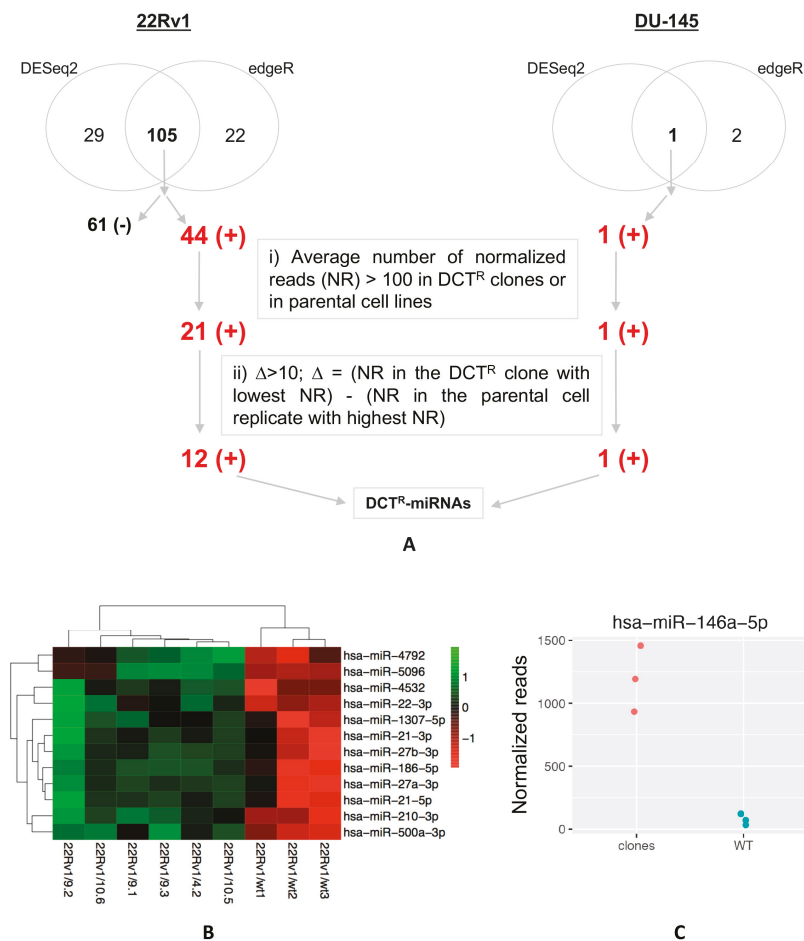 22Rv1
DU-145
DESeq2
edgeR
DESeq2
edgeR
29
105
22
1
2
61 (-)
44 (+)
1 (+)
i) Average number of normalized
reads (NR) > 100 in DCTᴿ clones or
in parental cell lines
21 (+)
1 (+)
ii) Δ>10; Δ = (NR in the DCTᴿ clone with
lowest NR) - (NR in the parental cell
replicate with highest NR)
12 (+)
1 (+)
DCTᴿ-miRNAs
A
hsa-miR-4792
hsa-miR-5096
hsa-miR-4532
hsa-miR-22-3p
hsa-miR-1307-5p
hsa-miR-21-3p
hsa-miR-27b-3p
hsa-miR-186-5p
hsa-miR-27a-3p
hsa-miR-21-5p
hsa-miR-210-3p
hsa-miR-500a-3p
1
0
−1
22Rv1/9.2
22Rv1/10.6
22Rv1/9.1
22Rv1/9.3
22Rv1/4.2
22Rv1/10.5
22Rv1/wt1
22Rv1/wt2
22Rv1/wt3
B
hsa−miR−146a−5p
Normalized reads
1500
1000
500
0
clones
WT
C